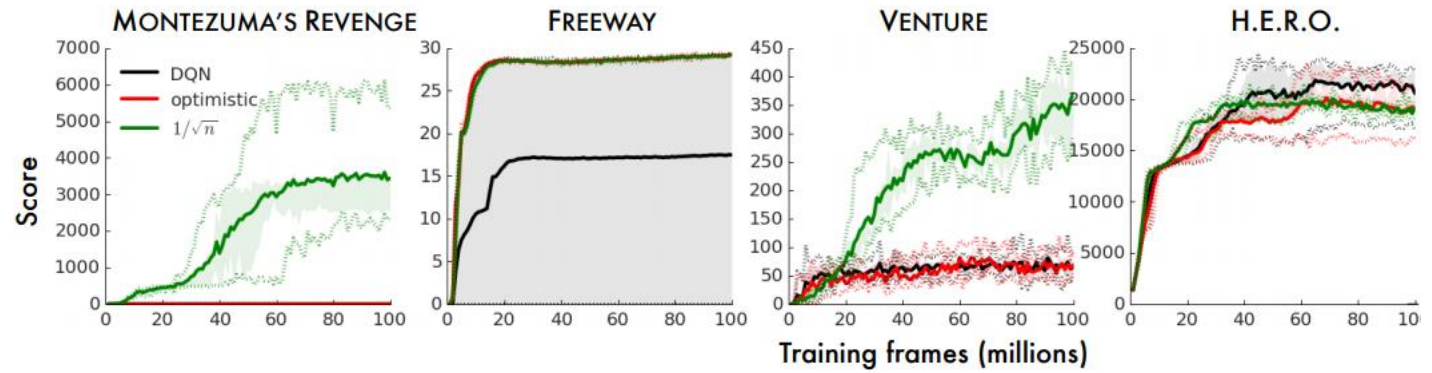 MONTEZUMA'S REVENGE
FREEWAY
VENTURE
H.E.R.O.
Score
7000
6000
5000
4000
3000
2000
1000
0
DQN
optimistic
1/√n
0 20 40 60 80 100
30
25
20
15
10
5
0
0 20 40 60 80 100
450
400
350
300
250
200
150
100
50
0
0 20 40 60 80 100
25000
20000
15000
10000
5000
0
0 20 40 60 80 10
Training frames (millions)